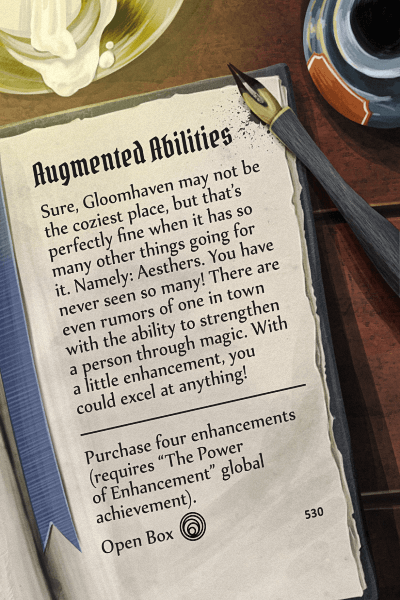 Augmented Abilities
Sure, Gloomhaven may not be
the coziest place, but that's
perfectly fine when it has so
many other things going for
it. Namely: Aesthers. You have
never seen so many! There are
even rumors of one in town
with the ability to strengthen
a person through magic. With
a little enhancement, you
could excel at anything!
Purchase four enhancements
(requires “The Power
of Enhancement” global
achievement).
Open Box
530